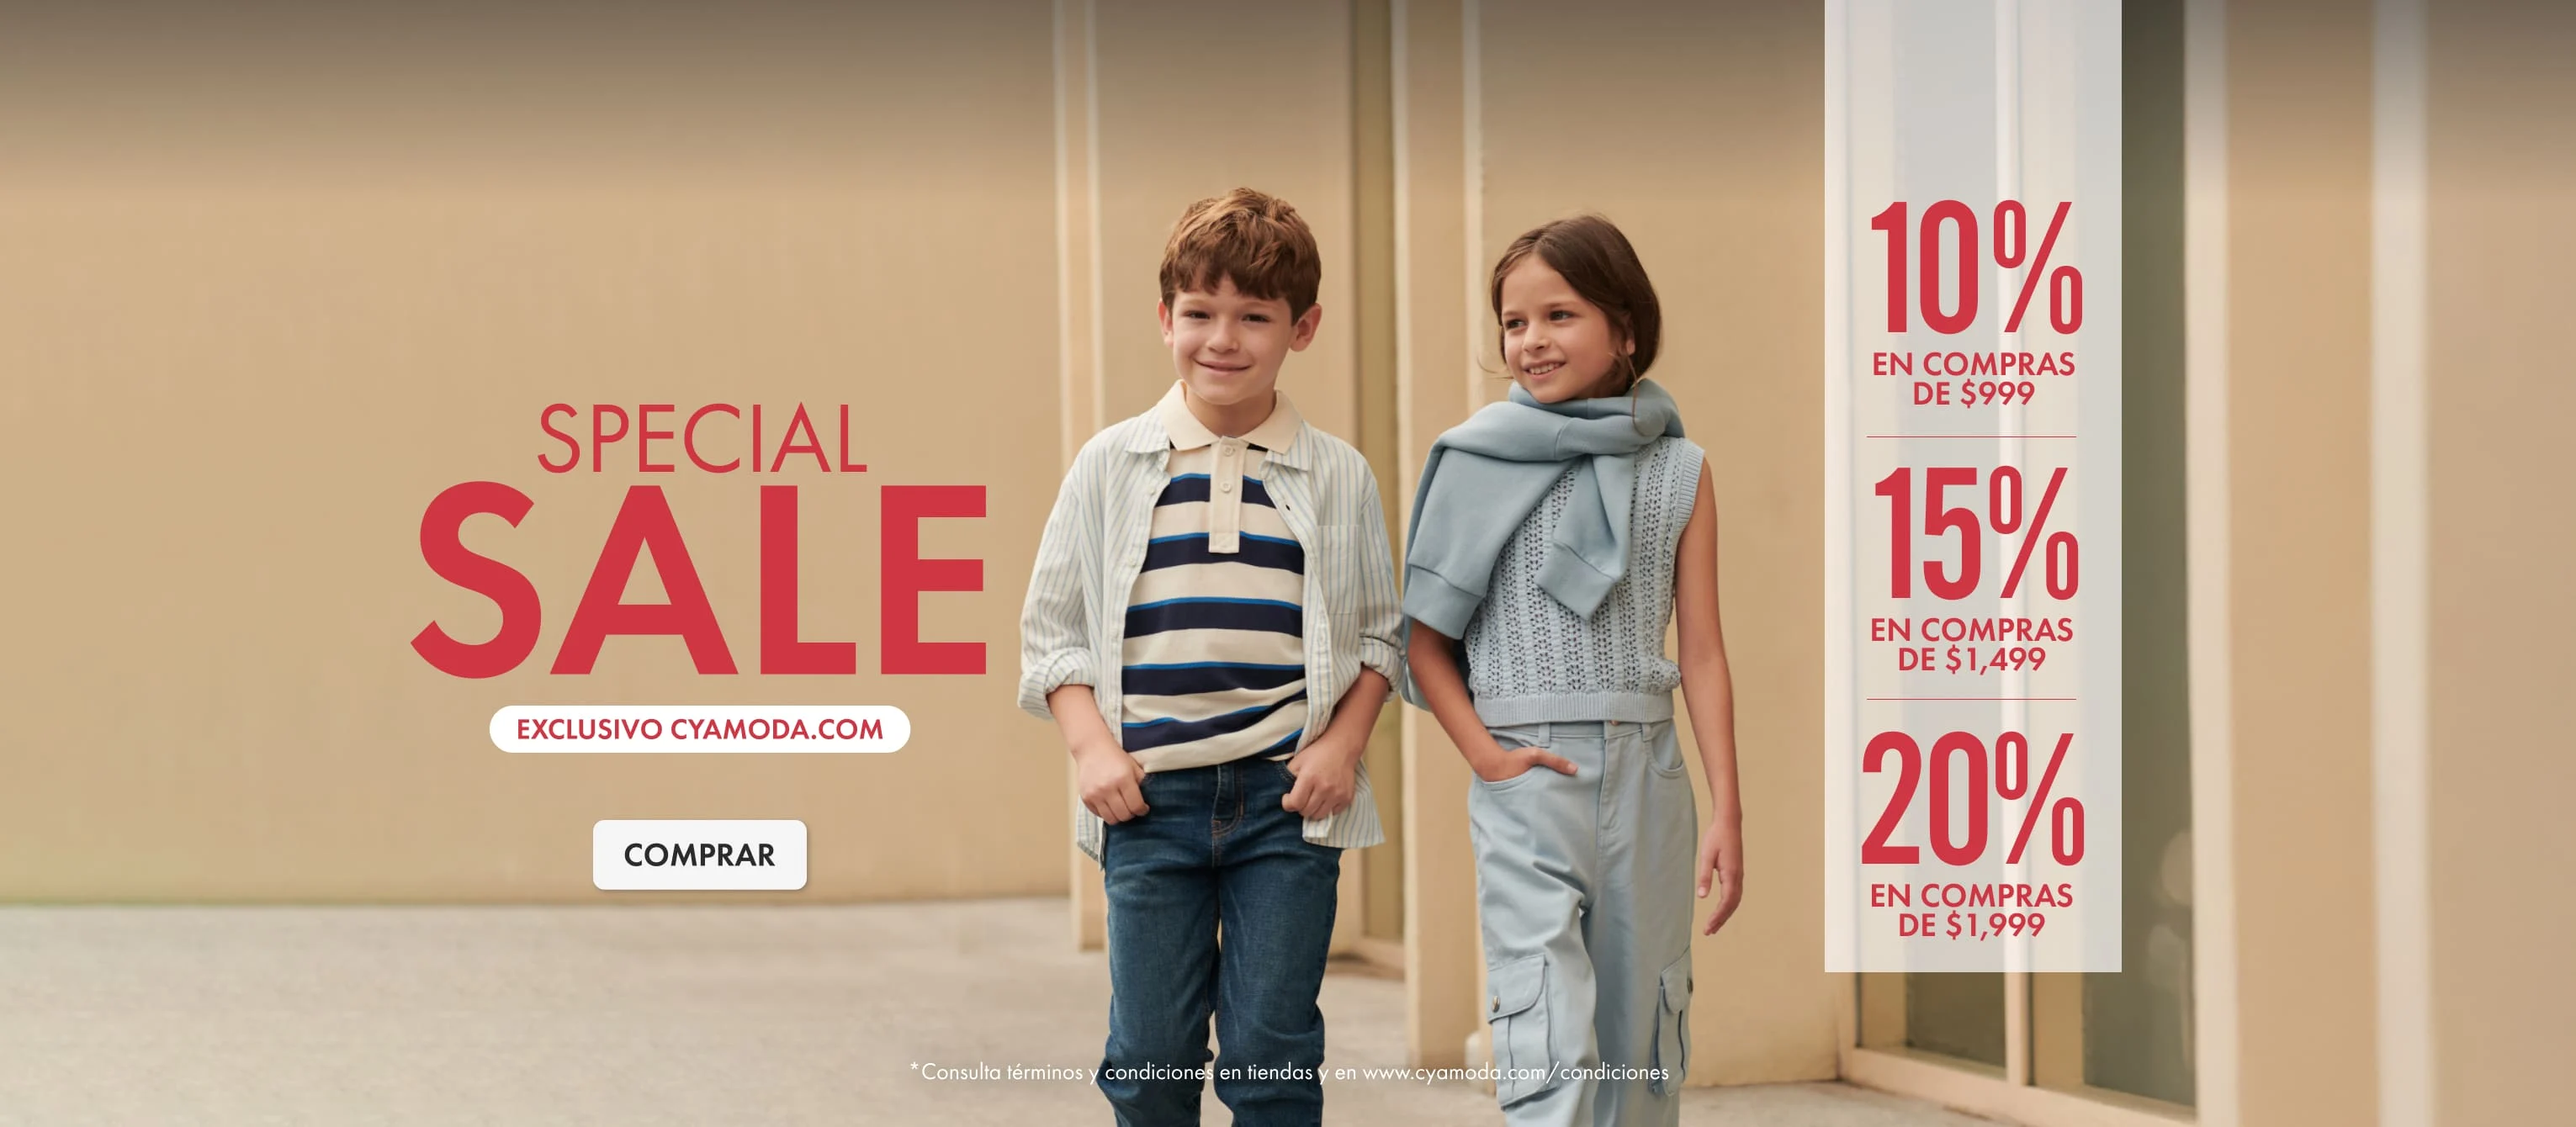 SPECIAL
SALE
EXCLUSIVO CYAMODA.COM
COMPRAR
10%
EN COMPRAS
DE $999
15%
EN COMPRAS
DE $1,499
20%
EN COMPRAS
DE $1,999
*Consulta términos y condiciones en tiendas y en www.cyamoda.com/condiciones